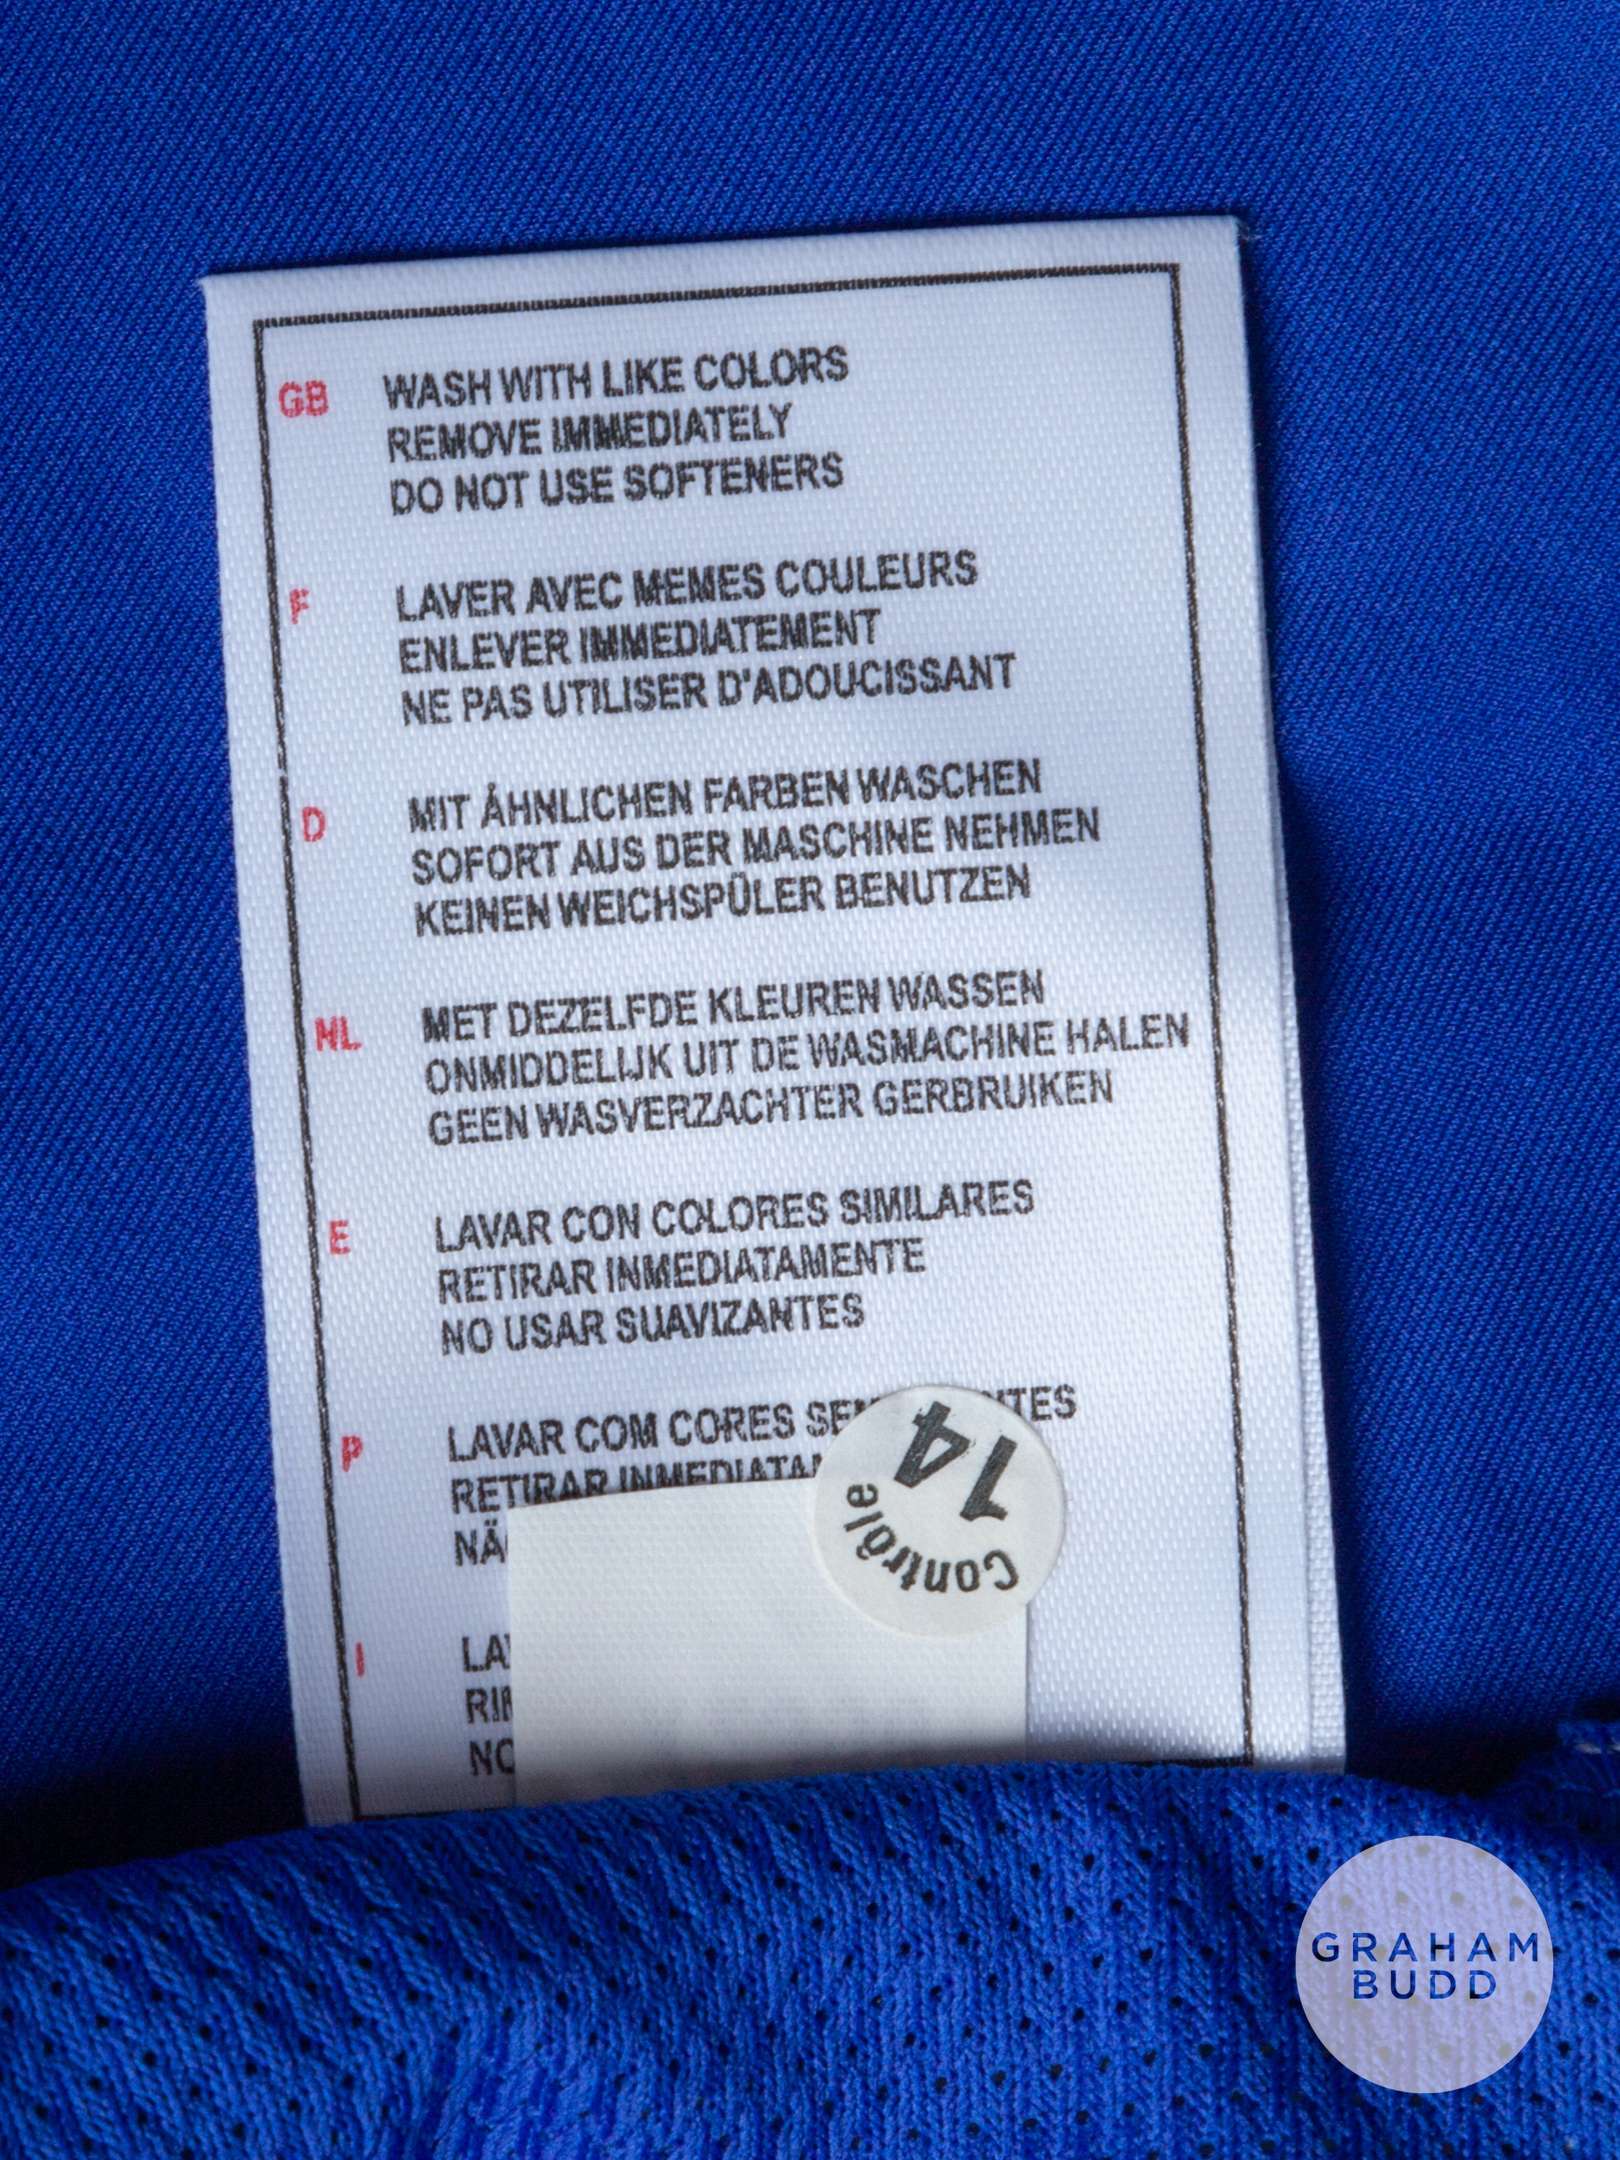 GB
WASH WITH LIKE COLORS
REMOVE IMMEDIATELY
DO NOT USE SOFTENERS
F
LAVER AVEC MEMES COULEURS
ENLEVER IMMEDIATEMENT
NE PAS UTILISER D'ADOUCISSANT
D
MIT ÅHNLICHEN FARBEN WASCHEN
SOFORT AUS DER MASCHINE NEHMEN
KEINEN WEICHSPÜLER BENUTZEN
NL
MET DEZELFDE KLEUREN WASSEN
ONMIDDELIJK UIT DE WASMACHINE HALEN
GEEN WASVERZACHTER GERBRUIKEN
E
LAVAR CON COLORES SIMILARES
RETIRAR INMEDIATAMENTE
NO USAR SUAVIZANTES
P
LAVAR COM CORES
RETIRAR
I
Contrôle
14
GRAHAM
BUDD